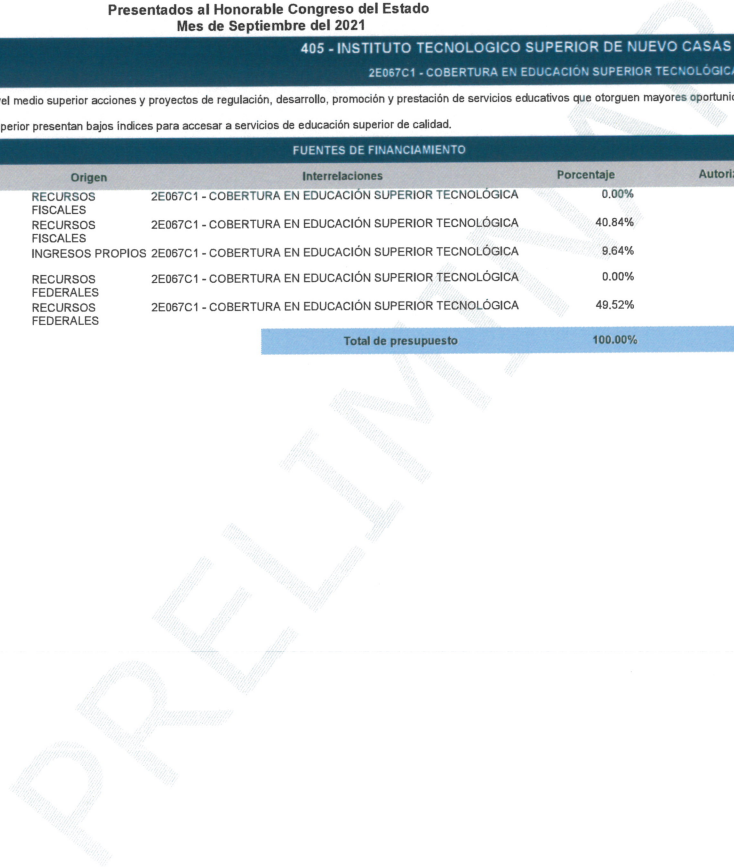 Presentados al Honorable Congreso del Estado
Mes de Septiembre del 2021
405 - INSTITUTO TECNOLOGICO SUPERIOR DE NUEVO CASAS
2E067C1 - COBERTURA EN EDUCACIÓN SUPERIOR TECNOLÓGICA
el medio superior acciones y proyectos de regulación, desarrollo, promoción y prestación de servicios educativos que otorguen mayores
perior presentan bajos índices para accesar a servicios de educación superior de calidad.
FUENTES DE FINANCIAMIENTO
Origen Interrelaciones Porcentaje
RECURSOS 2E067C1 - COBERTURA EN EDUCACIÓN SUPERIOR TECNOLÓGICA 0.00%
FISCALES
RECURSOS 2E067C1 - COBERTURA EN EDUCACIÓN SUPERIOR TECNOLÓGICA 40.84%
FISCALES
INGRESOS PROPIOS 2E067C1 - COBERTURA EN EDUCACIÓN SUPERIOR TECNOLÓGICA 9.64%
RECURSOS 2E067C1 - COBERTURA EN EDUCACIÓN SUPERIOR TECNOLÓGICA 0.00%
FEDERALES
RECURSOS 2E067C1 - COBERTURA EN EDUCACIÓN SUPERIOR TECNOLÓGICA 49.52%
FEDERALES
Total de presupuesto 100.00%